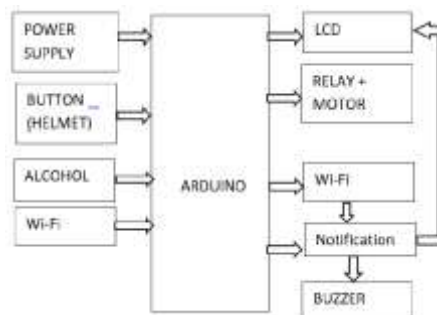 POWER
SUPPLY
BUTTON
(HELMET)
ALCOHOL
Wi-Fi
ARDUINO
LCD
RELAY +
MOTOR
WI-FI
Notification
BUZZER